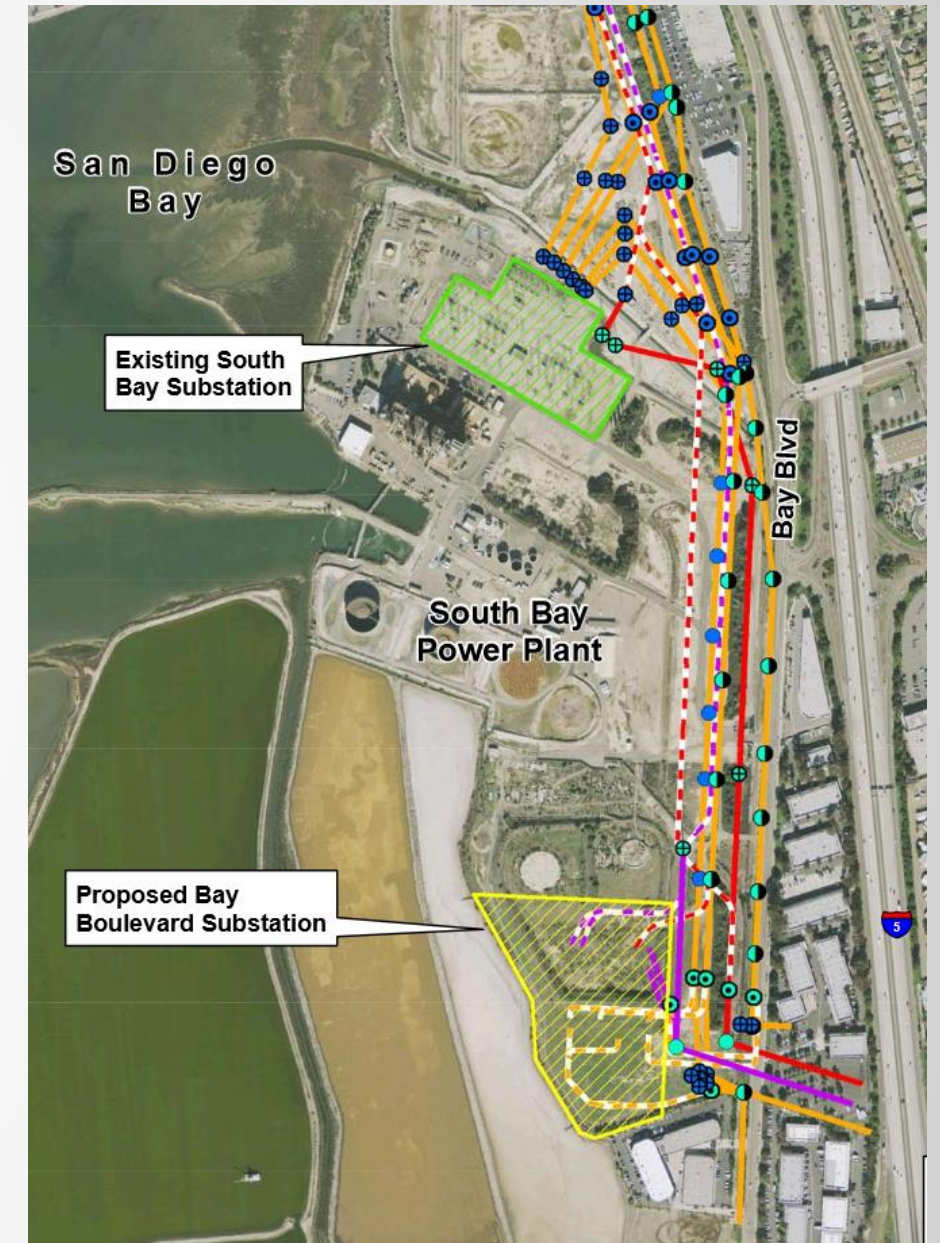 San Diego
Bay
Existing South
Bay Substation
Bay Blvd
South Bay
Power Plant
Proposed Bay
Boulevard Substation
5